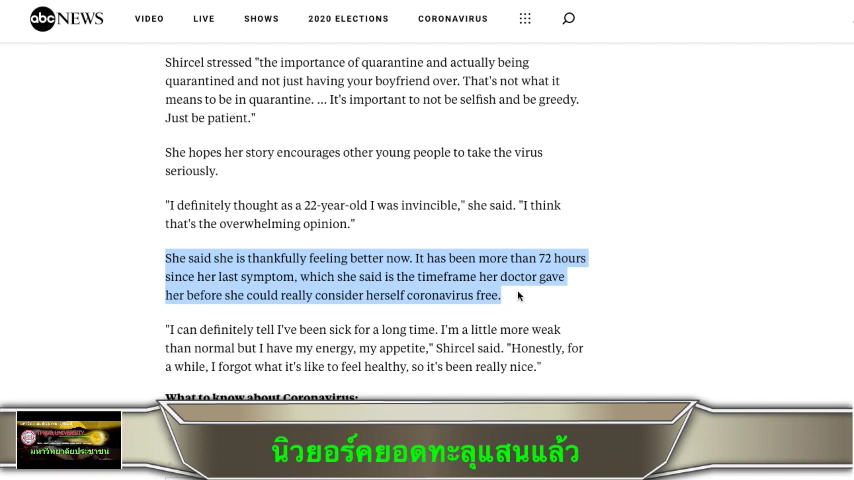 abc NEWS VIDEO LIVE SHOWS 2020 ELECTIONS CORONAVIRUS
Shircel stressed "the importance of quarantine and actually being
quarantined and not just having your boyfriend over. That's not what it
means to be in quarantine. ... It's important to not be selfish and be greedy.
Just be patient."
She hopes her story encourages other young people to take the virus
seriously.
"I definitely thought as a 22-year-old I was invincible," she said. "I think
that's the overwhelming opinion."
She said she is thankfully feeling better now. It has been more than 72 hours
since her last symptom, which she said is the timeframe her doctor gave
her before she could really consider herself coronavirus free.
"I can definitely tell I've been sick for a long time. I'm a little more weak
than normal but I have my energy, my appetite," Shircel said. "Honestly, for
a while, I forgot what it's like to feel healthy, so it's been really nice."
What to know about Coronavirus:
มหาวิทยาลัยประชาชน
นิวยอร์คยอดทะลุแสนแล้ว